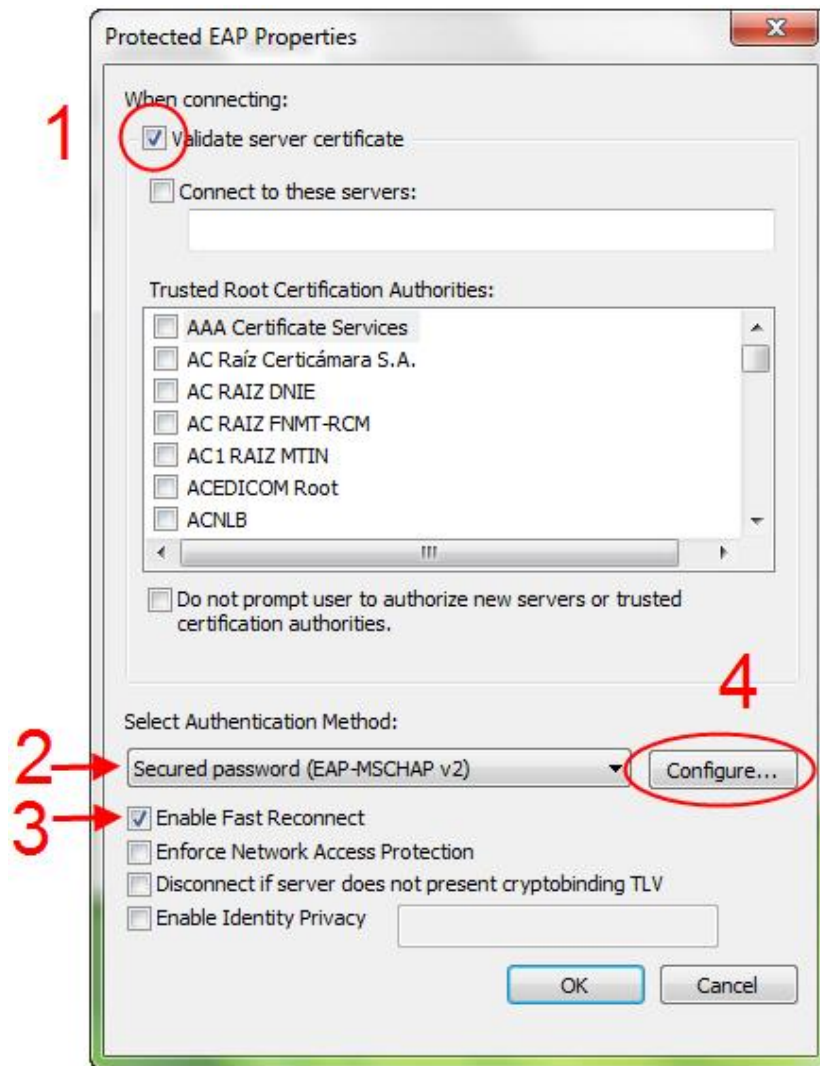 Protected EAP Properties
When connecting:
1
Validate server certificate
Connect to these servers:
Trusted Root Certification Authorities:
AAA Certificate Services
AC Raíz Certicámara S.A.
AC RAIZ DNIE
AC RAIZ FNMT-RCM
AC1 RAIZ MTIN
ACEDICOM Root
ACNLB
Do not prompt user to authorize new servers or trusted
certification authorities.
4
Select Authentication Method:
2
Secured password (EAP-MSCHAP v2) Configure...
3
Enable Fast Reconnect
Enforce Network Access Protection
Disconnect if server does not present cryptobinding TLV
Enable Identity Privacy
OK Cancel